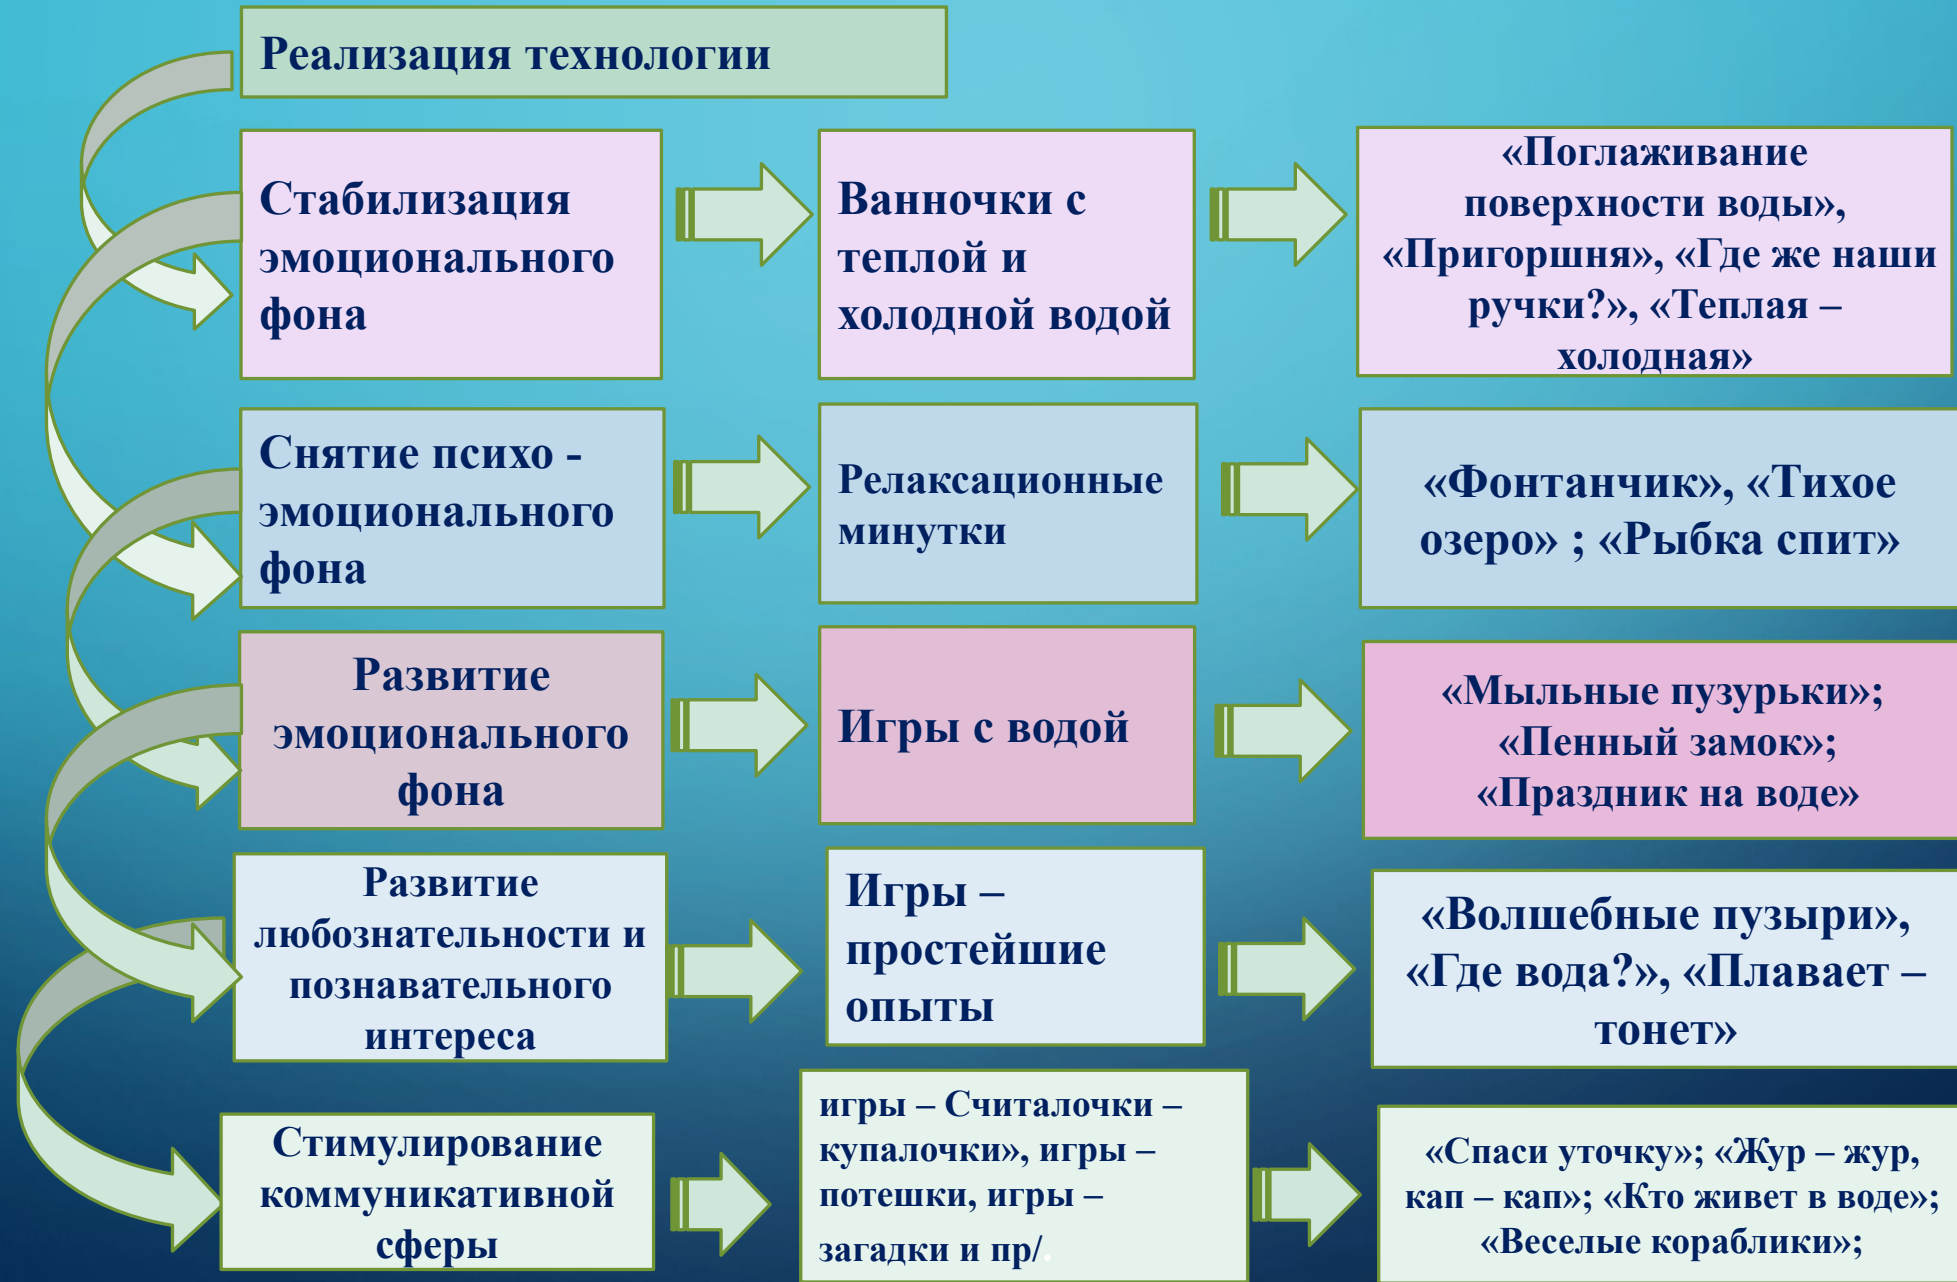 Реализация технологии
Стабилизация
эмоционального
фона
Ванночки с
теплой и
холодной водой
«Поглаживание
поверхности воды»,
«Пригоршня», «Где же наши
ручки?», «Теплая –
холодная»
Снятие психо -
эмоционального
фона
Релаксационные
минутки
«Фонтанчик», «Тихое
озеро» ; «Рыбка спит»
Развитие
эмоционального
фона
Игры с водой
«Мыльные пузурьки»;
«Пенный замок»;
«Праздник на воде»
Развитие
любознательности и
познавательного
интереса
Игры –
простейшие
опыты
«Волшебные пузыри»,
«Где вода?», «Плавает –
тонет»
Стимулирование
коммуникативной
сферы
игры – Считалочки –
купалочки», игры –
потешки, игры –
загадки и пр/.
«Спаси уточку»; «Жур – жур,
кап – кап»; «Кто живет в воде»;
«Веселые кораблики»;